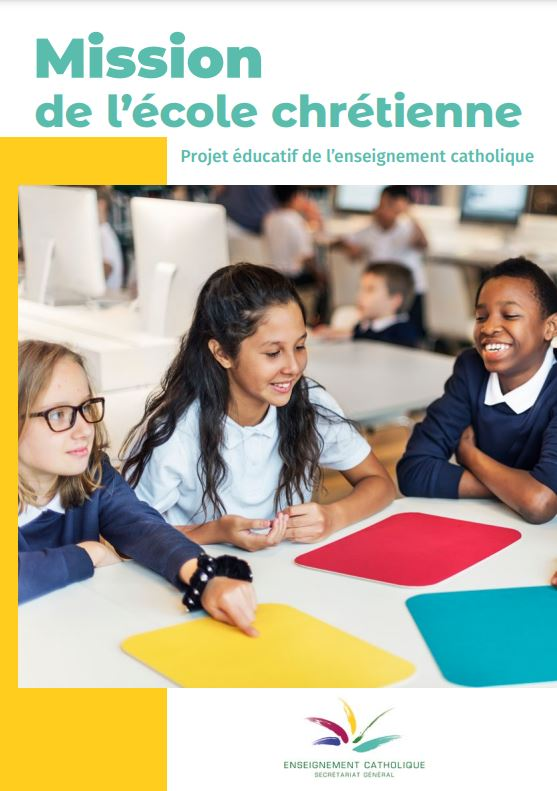 Mission
de l'école chrétienne
Projet éducatif de l'enseignement catholique
ENSEIGNEMENT CATHOLIQUE
SECRÉTARIAT GÉNÉRAL